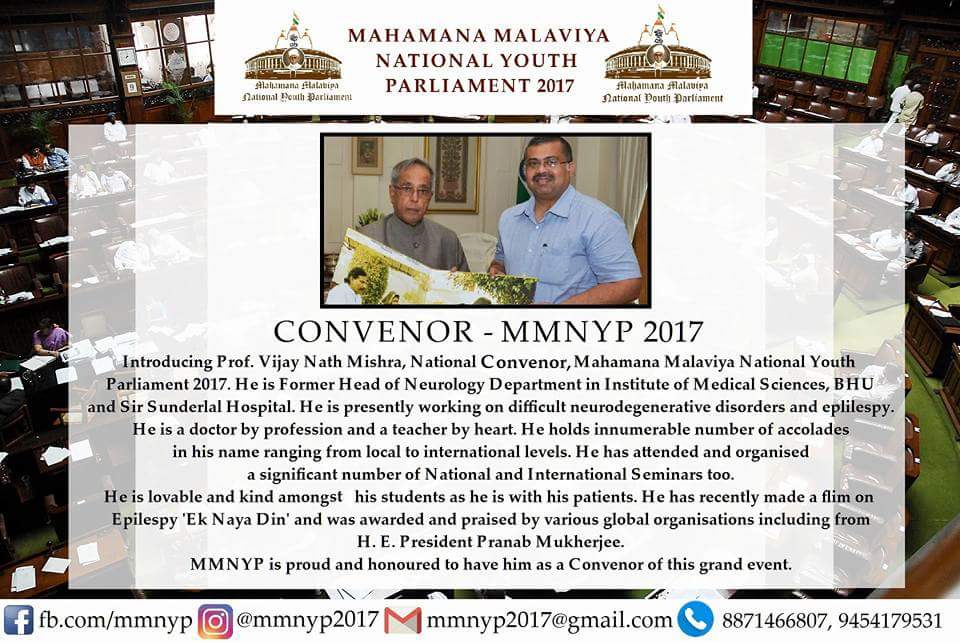 MAHAMANA MALAVIYA
NATIONAL YOUTH
PARLIAMENT 2017
Mahamana Malaviya
National Youth Parliament
Mahamana Malaviya
National Youth Parliament
CONVENOR - MMNYP 2017
Introducing Prof. Vijay Nath Mishra, National Convenor, Mahamana Malaviya National Youth
Parliament 2017. He is Former Head of Neurology Department in Institute of Medical Sciences, BHU
and Sir Sunderlal Hospital. He is presently working on difficult neurodegenerative disorders and eplilespy.
He is a doctor by profession and a teacher by heart. He holds innumerable number of accolades
in his name ranging from local to international levels. He has attended and organised
a significant number of National and International Seminars too.
He is lovable and kind amongst his students as he is with his patients. He has recently made a flim on
Epilespy 'Ek Naya Din' and was awarded and praised by various global organisations including from
H. E. President Pranab Mukherjee.
MMNYP is proud and honoured to have him as a Convenor of this grand event.
fb.com/mmnyp @mmnyp2017 mmnyp2017@gmail.com 8871466807, 9454179531